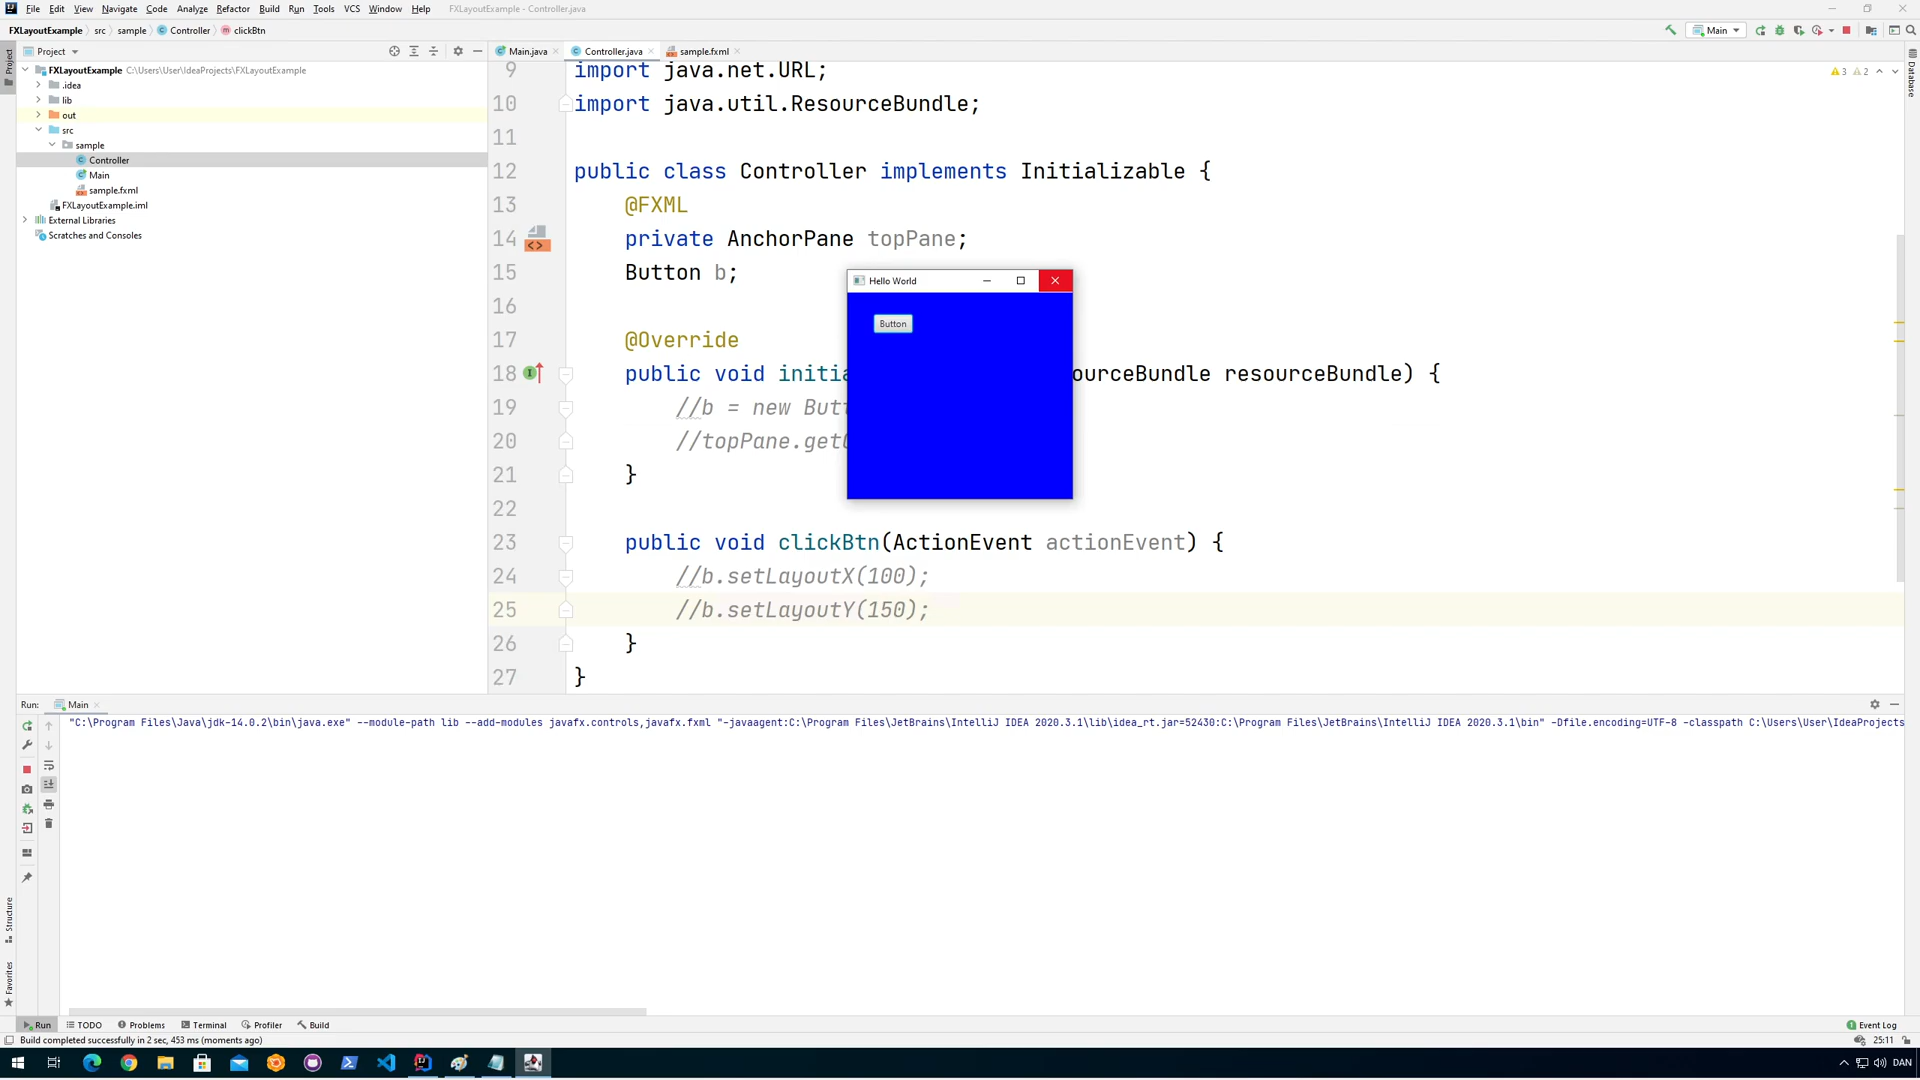 File Edit View Navigate Code Analyze Refactor Build Run Tools VCS Window Help FXLayoutExample - Controller.java
FXLayoutExample src sample Controller clickBtn
Main
Project
Main.java Controller.java sample.fxml
FXLayoutExample C:\Users\User\IdeaProjects\FXLayoutExample
.idea
lib
out
src
sample
Controller
Main
sample.fxml
FXLayoutExample.iml
External Libraries
Scratches and Consoles
Project
Structure
Favorites
Database
3 2
9 import java.net.URL;
10 import java.util.ResourceBundle;
11
12 public class Controller implements Initializable {
13 @FXML
14 private AnchorPane topPane;
15 Button b;
16
17 @Override
18 public void initia ourceBundle resourceBundle) {
19 //b = new Butt
20 //topPane.get
21 }
22
23 public void clickBtn(ActionEvent actionEvent) {
24 //b.setLayoutX(100);
25 //b.setLayoutY(150);
26 }
27 }
Hello World
Button
Run: Main
"C:\Program Files\Java\jdk-14.0.2\bin\java.exe" --module-path lib --add-modules javafx.controls,javafx.fxml "-javaagent:C:\Program Files\JetBrains\IntelliJ IDEA 2020.3.1\lib\idea_rt.jar=52430:C:\Program Files\JetBrains\IntelliJ IDEA 2020.3.1\bin" -Dfile.encoding=UTF-8 -classpath C:\Users\User\IdeaProjects
Run TODO Problems Terminal Profiler Build
1 Event Log
Build completed successfully in 2 sec, 453 ms (moments ago)
25:11
DAN